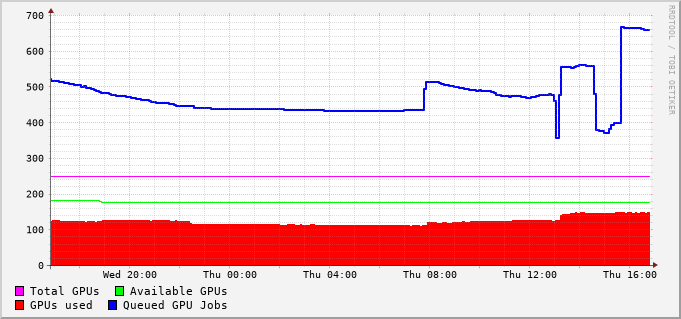 700
600
500
400
300
200
100
0
Wed 20:00 Thu 00:00 Thu 04:00 Thu 08:00 Thu 12:00 Thu 16:00
Total GPUs Available GPUs
GPUs used Queued GPU Jobs
RRDTOOL / TOBI OETIKER